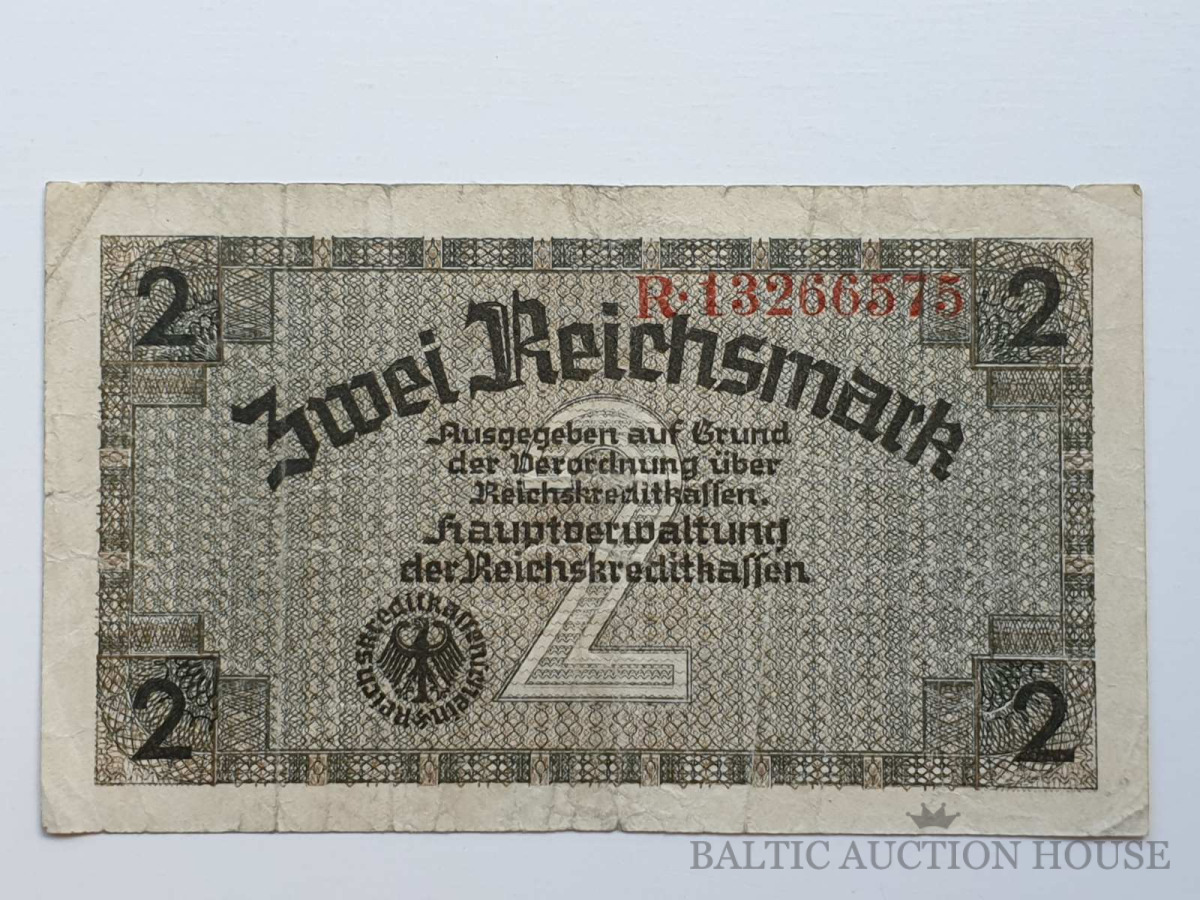 2
R·13266575
2
Zwei Reichsmark
Ausgegeben auf Grund
der Verordnung über
Reichskreditkassen.
Hauptverwaltung
der Reichskreditkassen
2
Reichskreditkassenschein
2
2
BALTIC AUCTION HOUSE